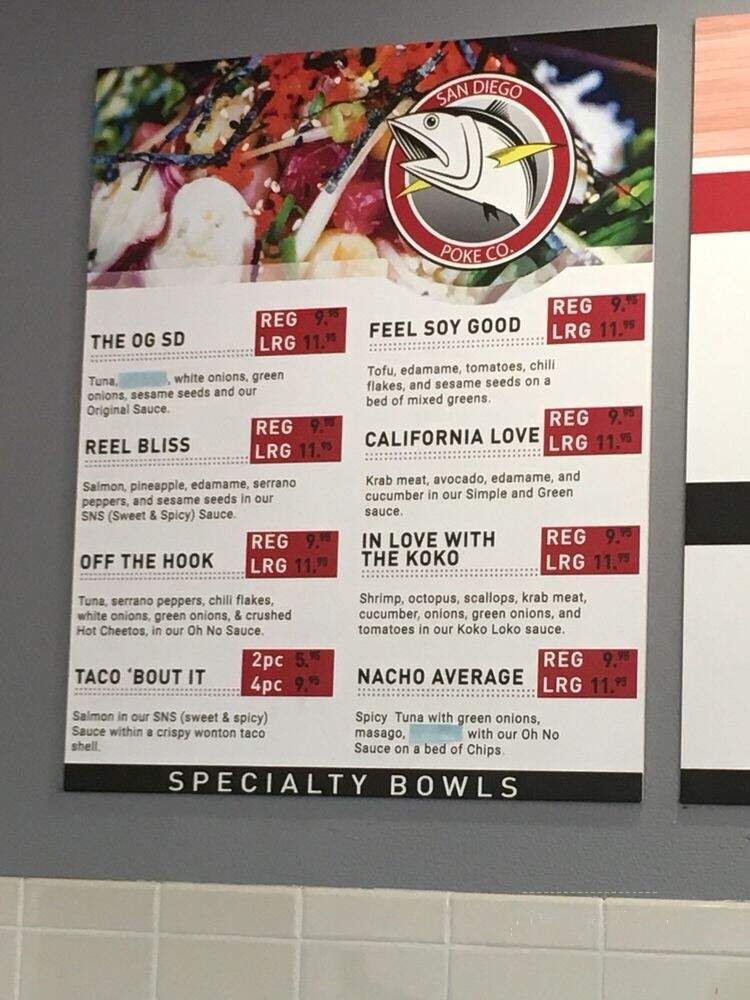 SAN DIEGO
POKE CO.
THE OG SD
REG 9.95
LRG 11.95
Tuna, , white onions, green
onions, sesame seeds and our
Original Sauce.
REEL BLISS
REG 9.95
LRG 11.95
Salmon, pineapple, edamame, serrano
peppers, and sesame seeds in our
SNS (Sweet & Spicy) Sauce.
OFF THE HOOK
REG 9.95
LRG 11.95
Tuna, serrano peppers, chili flakes,
white onions, green onions, & crushed
Hot Cheetos, in our Oh No Sauce.
TACO ‘BOUT IT
2pc 5.95
4pc 9.95
Salmon in our SNS (sweet & spicy)
Sauce within a crispy wonton taco
shell.
FEEL SOY GOOD
REG 9.95
LRG 11.95
Tofu, edamame, tomatoes, chili
flakes, and sesame seeds on a
bed of mixed greens.
CALIFORNIA LOVE
REG 9.95
LRG 11.95
Krab meat, avocado, edamame, and
cucumber in our Simple and Green
sauce.
IN LOVE WITH
THE KOKO
REG 9.95
LRG 11.95
Shrimp, octopus, scallops, krab meat,
cucumber, onions, green onions, and
tomatoes in our Koko Loko sauce.
NACHO AVERAGE
REG 9.95
LRG 11.95
Spicy Tuna with green onions,
masago, with our Oh No
Sauce on a bed of Chips.
SPECIALTY BOWLS